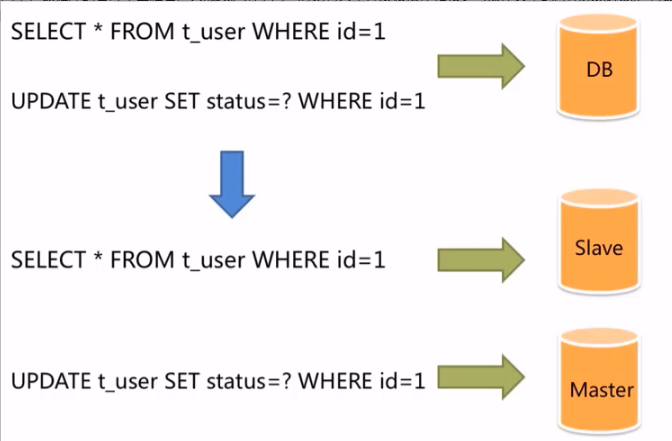 SELECT * FROM t_user WHERE id=1
DB
UPDATE t_user SET status=? WHERE id=1
SELECT * FROM t_user WHERE id=1
Slave
UPDATE t_user SET status=? WHERE id=1
Master